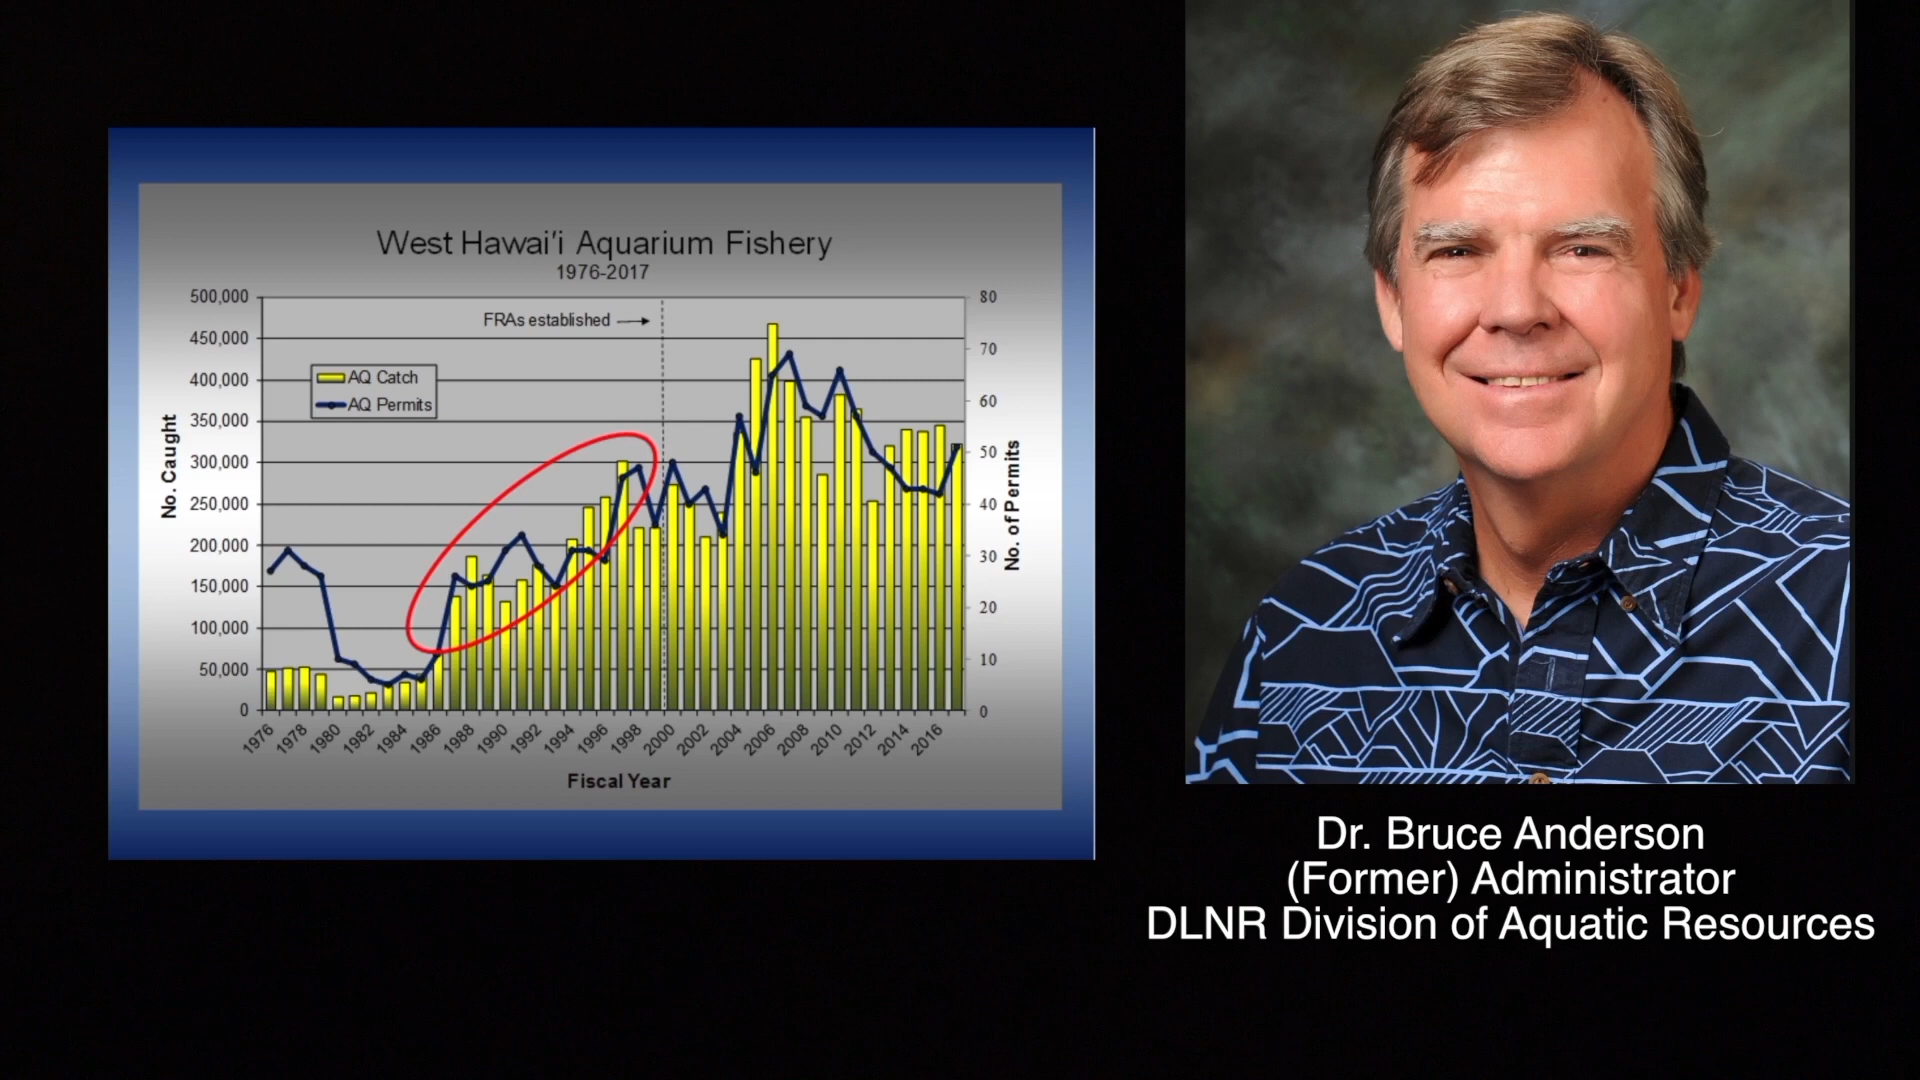 West Hawai'i Aquarium Fishery
1976-2017
FRAs established
AQ Catch
AQ Permits
No. Caught
500,000
450,000
400,000
350,000
300,000
250,000
200,000
150,000
100,000
50,000
0
80
70
60
50
40
30
20
10
0
No. of Permits
1976 1978 1980 1982 1984 1986 1988 1990 1992 1994 1996 1998 2000 2002 2004 2006 2008 2010 2012 2014 2016
Fiscal Year
Dr. Bruce Anderson
(Former) Administrator
DLNR Division of Aquatic Resources